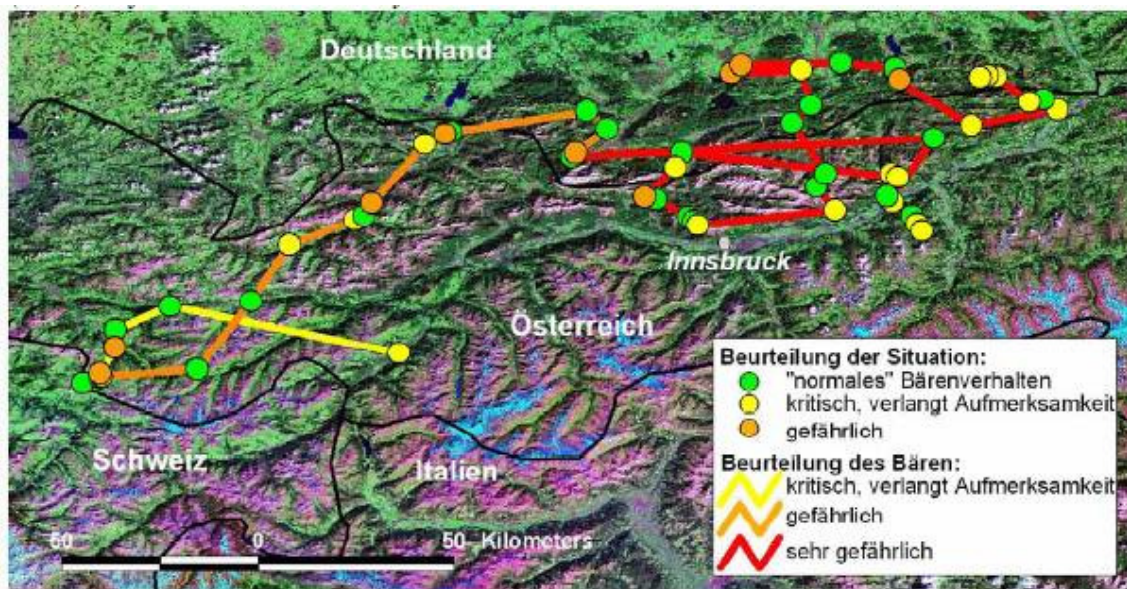 Deutschland
Innsbruck
Österreich
Schweiz
Italien
50 0 50 Kilometers
Beurteilung der Situation:
"normales" Bärenverhalten
kritisch, verlangt Aufmerksamkeit
gefährlich
Beurteilung des Bären:
kritisch, verlangt Aufmerksamkeit
gefährlich
sehr gefährlich